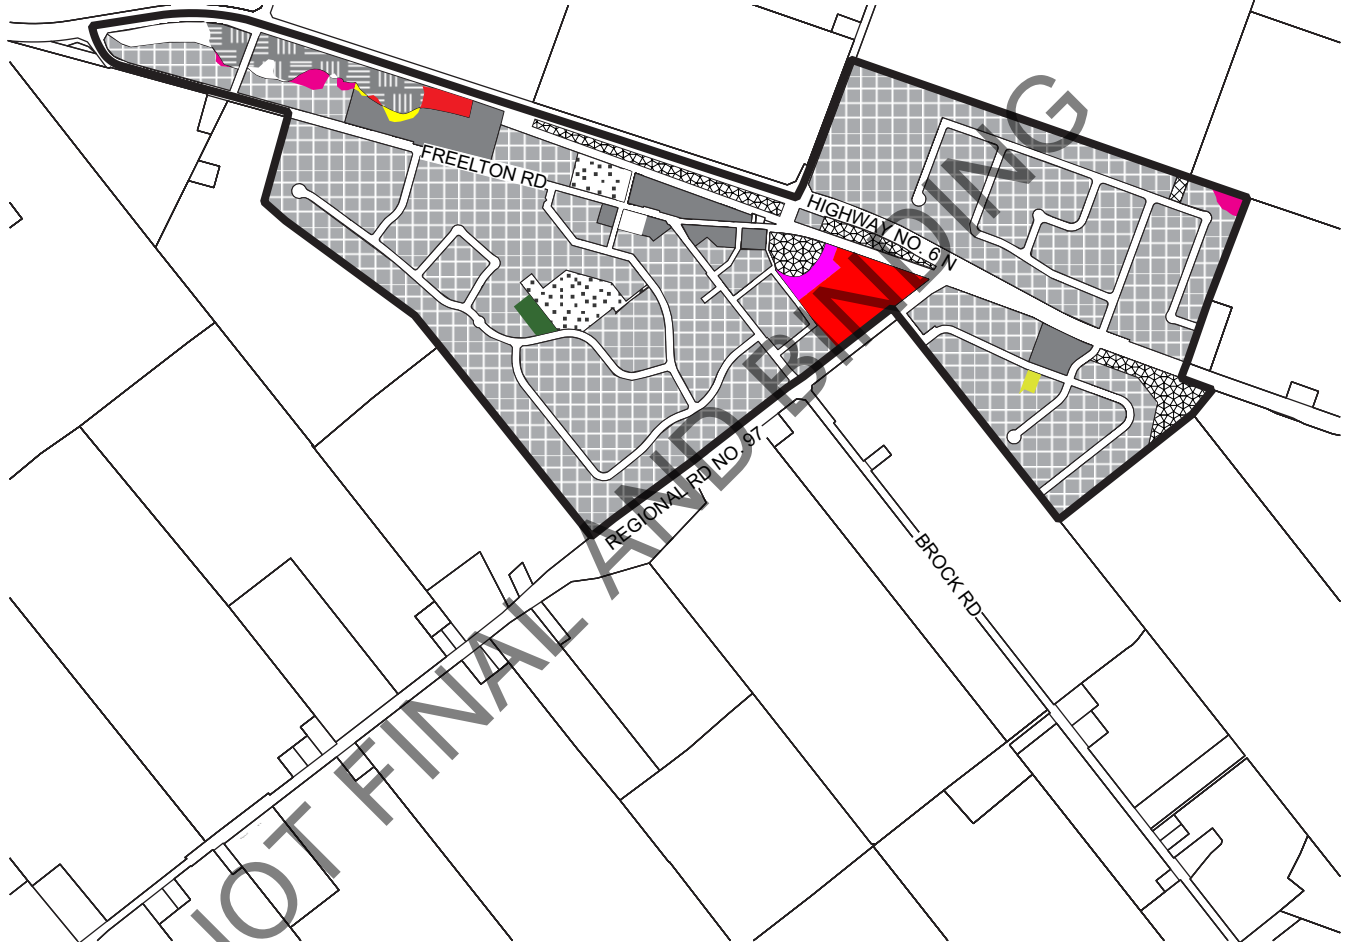 FREELTON RD
HIGHWAY NO. 6 N
REGIONAL RD NO. 97
BROCK RD
NOT FINAL AND BINDING